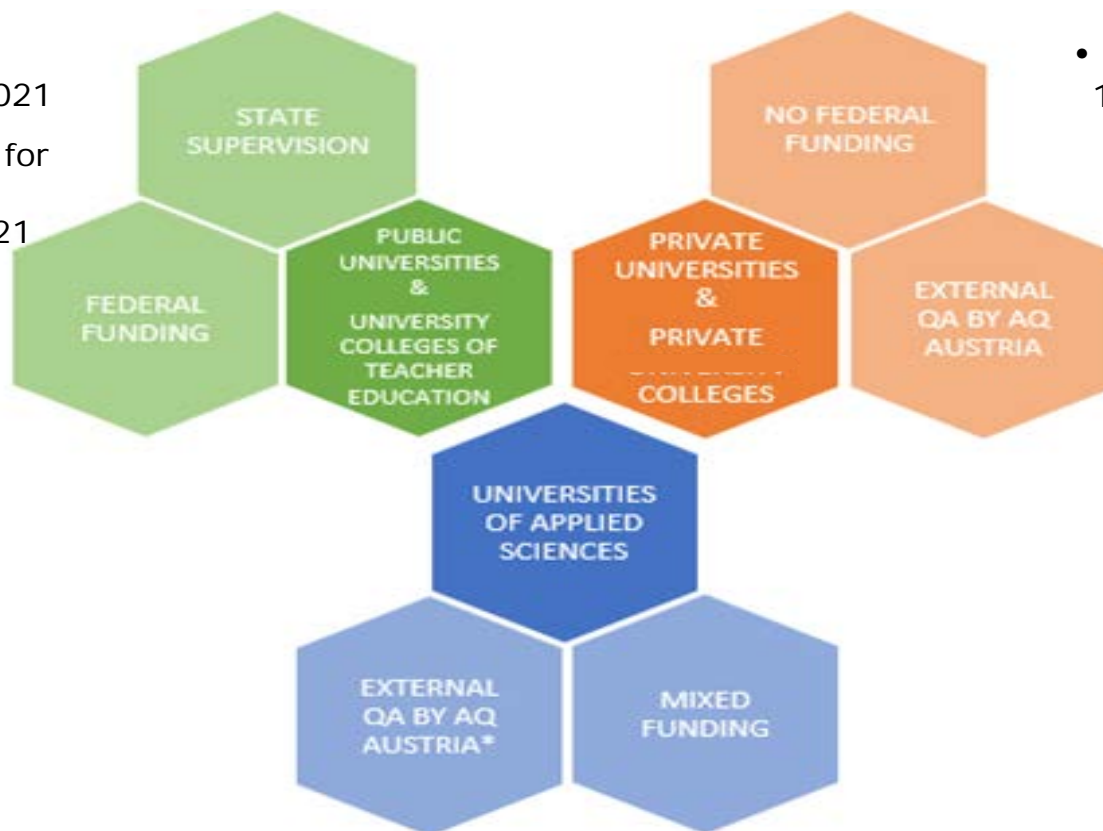 021
for
21
STATE
SUPERVISION
FEDERAL
FUNDING
PUBLIC
UNIVERSITIES
&
UNIVERSITY
COLLEGES OF
TEACHER
EDUCATION
NO FEDERAL
FUNDING
PRIVATE
UNIVERSITIES
&
PRIVATE
COLLEGES
EXTERNAL
QA BY AQ
AUSTRIA
•
1
UNIVERSITIES
OF APPLIED
SCIENCES
EXTERNAL
QA BY AQ
AUSTRIA*
MIXED
FUNDING